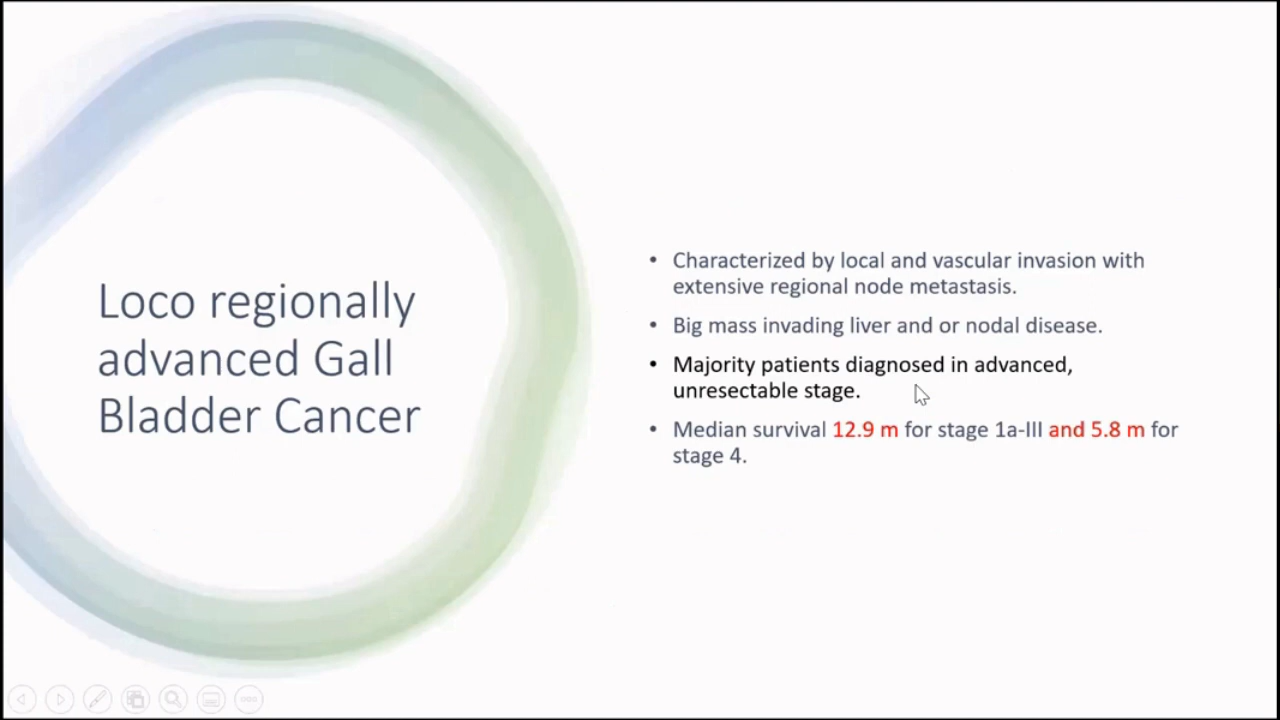 Loco regionally
advanced Gall
Bladder Cancer
• Characterized by local and vascular invasion with
extensive regional node metastasis.
• Big mass invading liver and or nodal disease.
• Majority patients diagnosed in advanced,
unresectable stage.
• Median survival 12.9 m for stage 1a-III and 5.8 m for
stage 4.